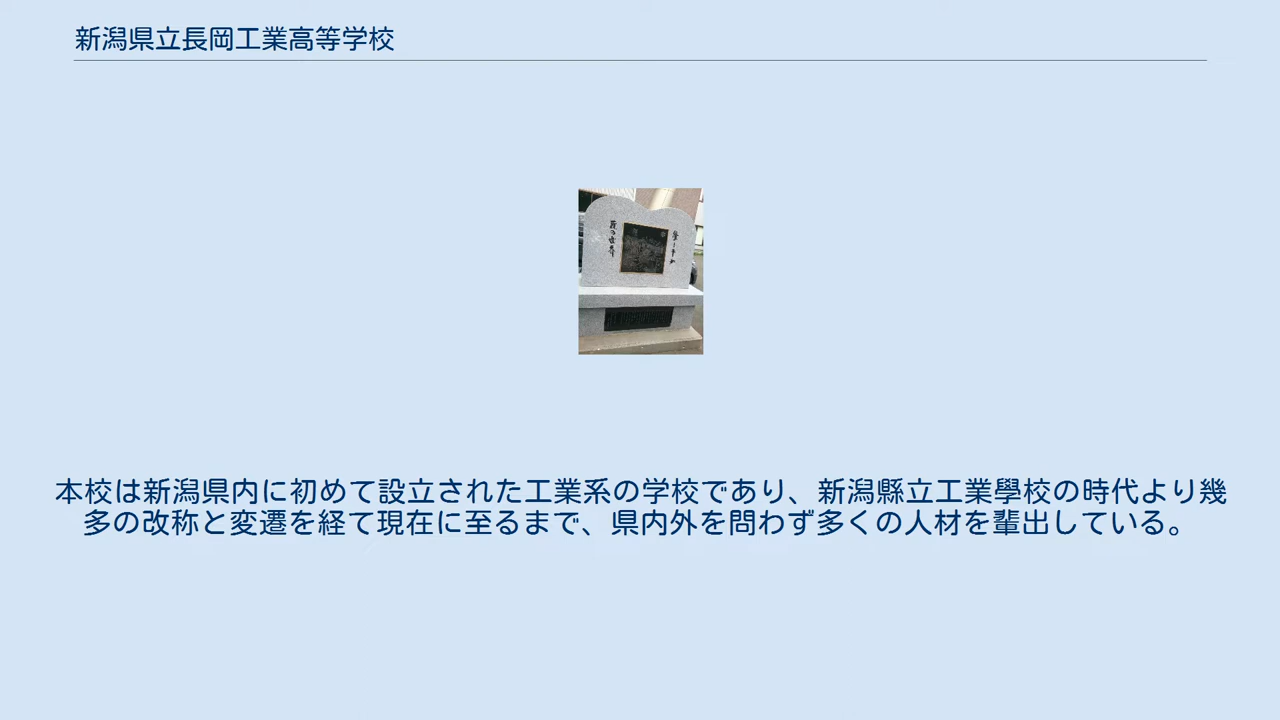 新潟県立長岡工業高等学校
本校は新潟県内に初めて設立された工業系の学校であり、新潟縣立工業學校の時代より幾
多の改称と変遷を経て現在に至るまで、県内外を問わず多くの人材を輩出している。